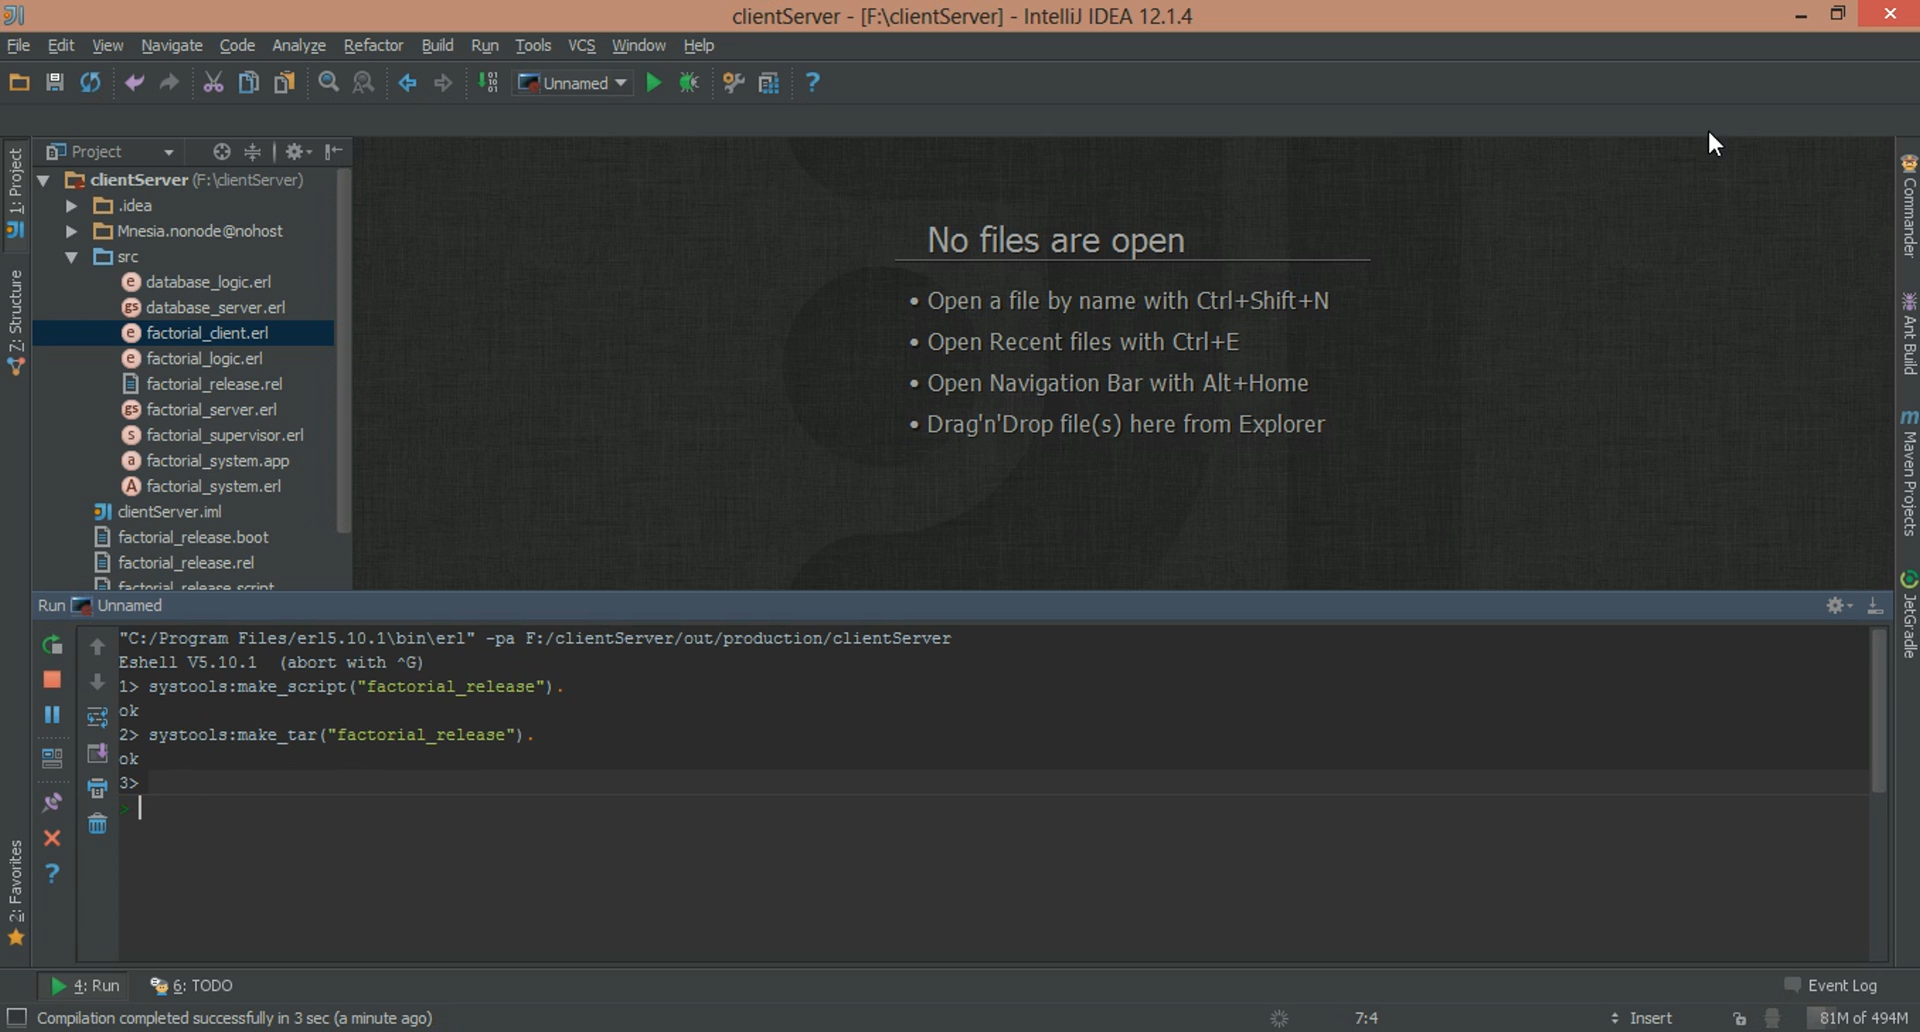 clientServer - [F:\clientServer] - IntelliJ IDEA 12.1.4
File Edit View Navigate Code Analyze Refactor Build Run Tools VCS Window Help
Unnamed
Project
clientServer (F:\clientServer)
.idea
Mnesia.nonode@nohost
src
database_logic.erl
database_server.erl
factorial_client.erl
factorial_logic.erl
factorial_release.rel
factorial_server.erl
factorial_supervisor.erl
factorial_system.app
factorial_system.erl
clientServer.iml
factorial_release.boot
factorial_release.rel
factorial_release.script
1: Project
7: Structure
2: Favorites
No files are open
• Open a file by name with Ctrl+Shift+N
• Open Recent files with Ctrl+E
• Open Navigation Bar with Alt+Home
• Drag'n'Drop file(s) here from Explorer
Commander
Ant Build
Maven Projects
JetGradle
Run Unnamed
"C:/Program Files/erl5.10.1\bin\erl" -pa F:/clientServer/out/production/clientServer
Eshell V5.10.1 (abort with ^G)
1> systools:make_script("factorial_release").
ok
2> systools:make_tar("factorial_release").
ok
3>
>
4: Run 6: TODO Event Log
Compilation completed successfully in 3 sec (a minute ago) 7:4 Insert 81M of 494M